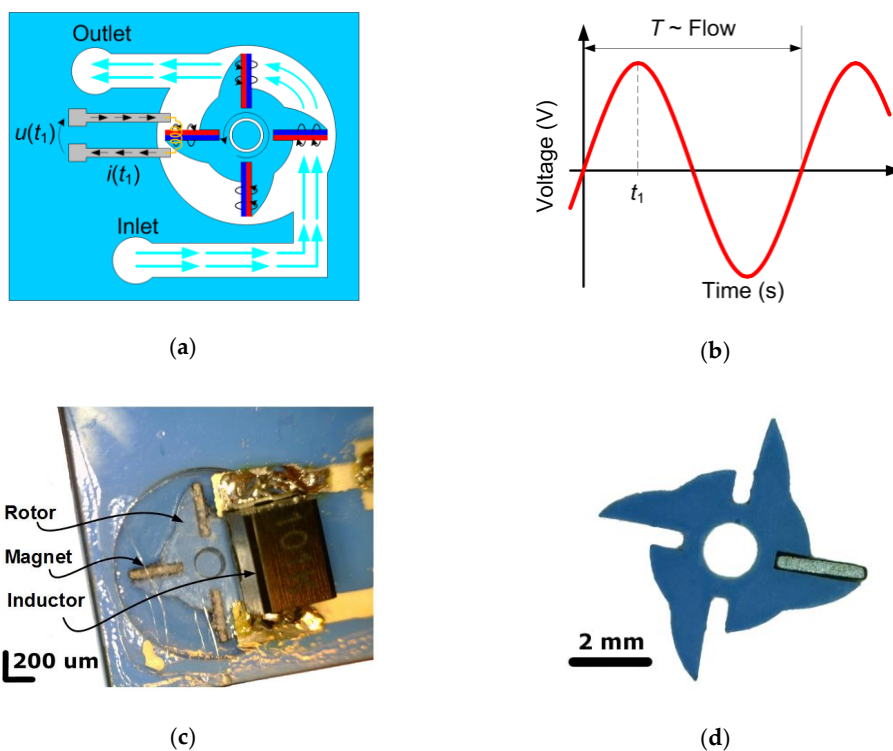 Outlet
u(t₁)
i(t₁)
Inlet
(a)
T ~ Flow
Voltage (V)
t₁
Time (s)
(b)
Rotor
Magnet
Inductor
200 um
(c)
2 mm
(d)